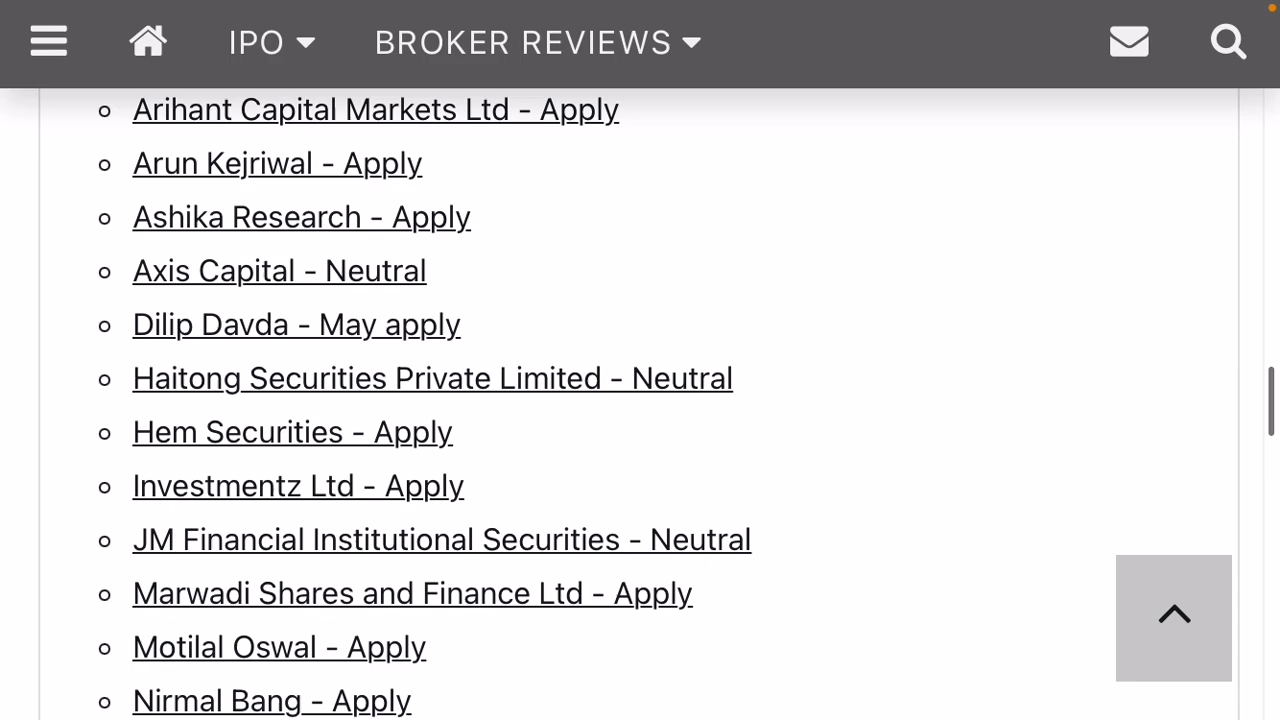 IPO BROKER REVIEWS
Arihant Capital Markets Ltd - Apply
Arun Kejriwal - Apply
Ashika Research - Apply
Axis Capital - Neutral
Dilip Davda - May apply
Haitong Securities Private Limited - Neutral
Hem Securities - Apply
Investmentz Ltd - Apply
JM Financial Institutional Securities - Neutral
Marwadi Shares and Finance Ltd - Apply
Motilal Oswal - Apply
Nirmal Bang - Apply